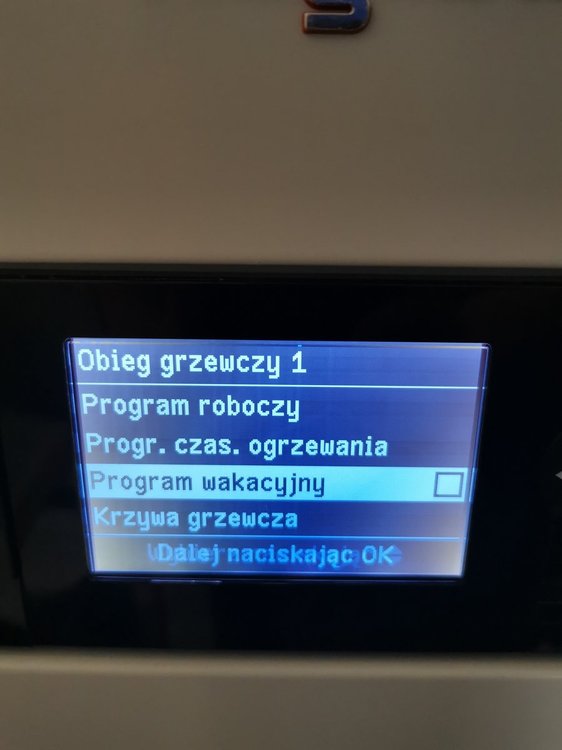 S
Obieg grzewczy 1
Program roboczy
Progr. czas. ogrzewania
Program wakacyjny
Krzywa grzewcza
Dalej naciskając OK